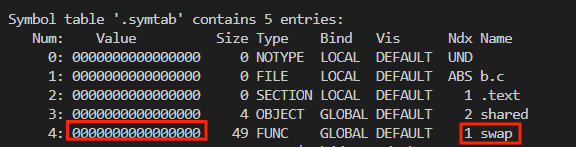 Symbol table '.symtab' contains 5 entries:
Num: Value Size Type Bind Vis Ndx Name
0: 0000000000000000 0 NOTYPE LOCAL DEFAULT UND
1: 0000000000000000 0 FILE LOCAL DEFAULT ABS b.c
2: 0000000000000000 0 SECTION LOCAL DEFAULT 1 .text
3: 0000000000000000 4 OBJECT GLOBAL DEFAULT 2 shared
4: 0000000000000000 49 FUNC GLOBAL DEFAULT 1 swap